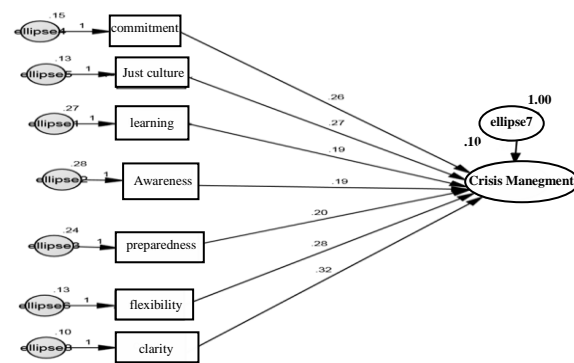 .15
ellipse4 1 commitment
.13
ellipse5 1 Just culture
.27
ellipse1 1 learning
.28
ellipse2 1 Awareness
.24
ellipse3 1 preparedness
.13
ellipse6 1 flexibility
.10
1 clarity
.26
.27
.19
.19
.20
.28
.32
1.00
ellipse7
.10
Crisis Manegment